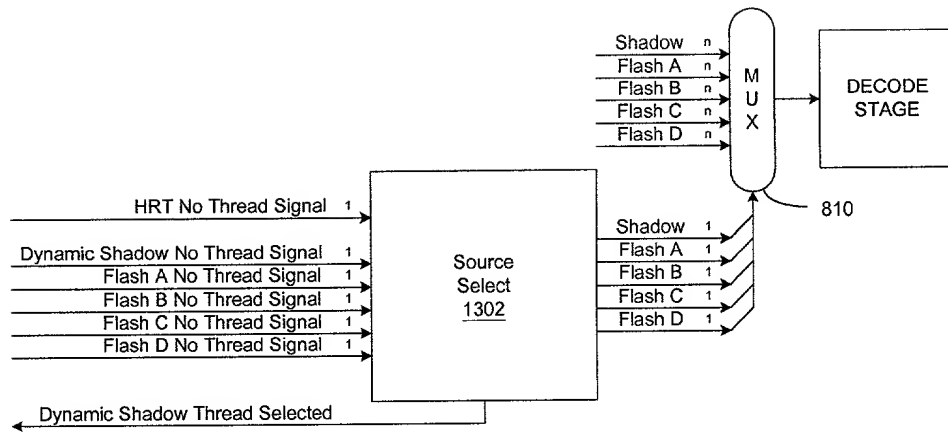 Shadow n
Flash A n
Flash B n
Flash C n
Flash D n
MUX
DECODE
STAGE
810
HRT No Thread Signal 1
Dynamic Shadow No Thread Signal 1
Flash A No Thread Signal 1
Flash B No Thread Signal 1
Flash C No Thread Signal 1
Flash D No Thread Signal 1
Source
Select
1302
Shadow 1
Flash A 1
Flash B 1
Flash C 1
Flash D 1
Dynamic Shadow Thread Selected